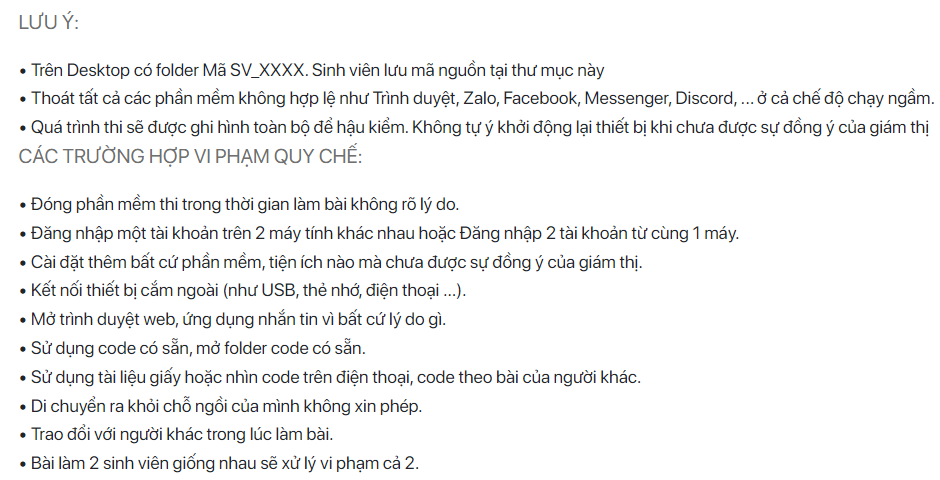 LƯU Ý:
• Trên Desktop có folder Mã SV_XXXX. Sinh viên lưu mã nguồn tại thư mục này
• Thoát tất cả các phần mềm không hợp lệ như Trình duyệt, Zalo, Facebook, Messenger, Discord, ... ở cả chế độ chạy ngầm.
• Quá trình thi sẽ được ghi hình toàn bộ để hậu kiểm. Không tự ý khởi động lại thiết bị khi chưa được sự đồng ý của giám thị
CÁC TRƯỜNG HỢP VI PHẠM QUY CHẾ:
• Đóng phần mềm thi trong thời gian làm bài không rõ lý do.
• Đăng nhập một tài khoản trên 2 máy tính khác nhau hoặc Đăng nhập 2 tài khoản từ cùng 1 máy.
• Cài đặt thêm bất cứ phần mềm, tiện ích nào mà chưa được sự đồng ý của giám thị.
• Kết nối thiết bị cắm ngoài (như USB, thẻ nhớ, điện thoại ...).
• Mở trình duyệt web, ứng dụng nhắn tin vì bất cứ lý do gì.
• Sử dụng code có sẵn, mở folder code có sẵn.
• Sử dụng tài liệu giấy hoặc nhìn code trên điện thoại, code theo bài của người khác.
• Di chuyển ra khỏi chỗ ngồi của mình không xin phép.
• Trao đổi với người khác trong lúc làm bài.
• Bài làm 2 sinh viên giống nhau sẽ xử lý vi phạm cả 2.